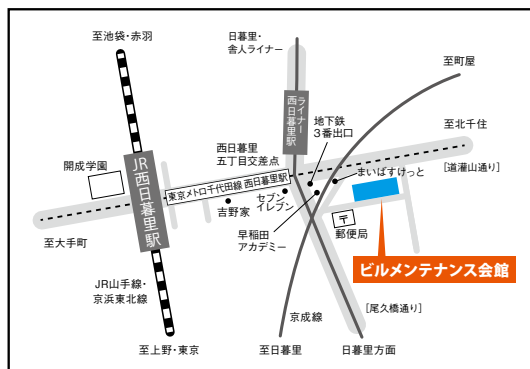 至池袋・赤羽
日暮里・
舎人ライナー
至町屋
ライナー
西日暮里駅
地下鉄
3番出口
至北千住
西日暮里
五丁目交差点
開成学園
JR西日暮里駅
東京メトロ千代田線 西日暮里駅
まいばすけっと
[道灌山通り]
セブン
イレブン
吉野家
早稲田
アカデミー
〒
郵便局
至大手町
ビルメンテナンス会館
JR山手線・
京浜東北線
京成線
[尾久橋通り]
至上野・東京
至日暮里
日暮里方面